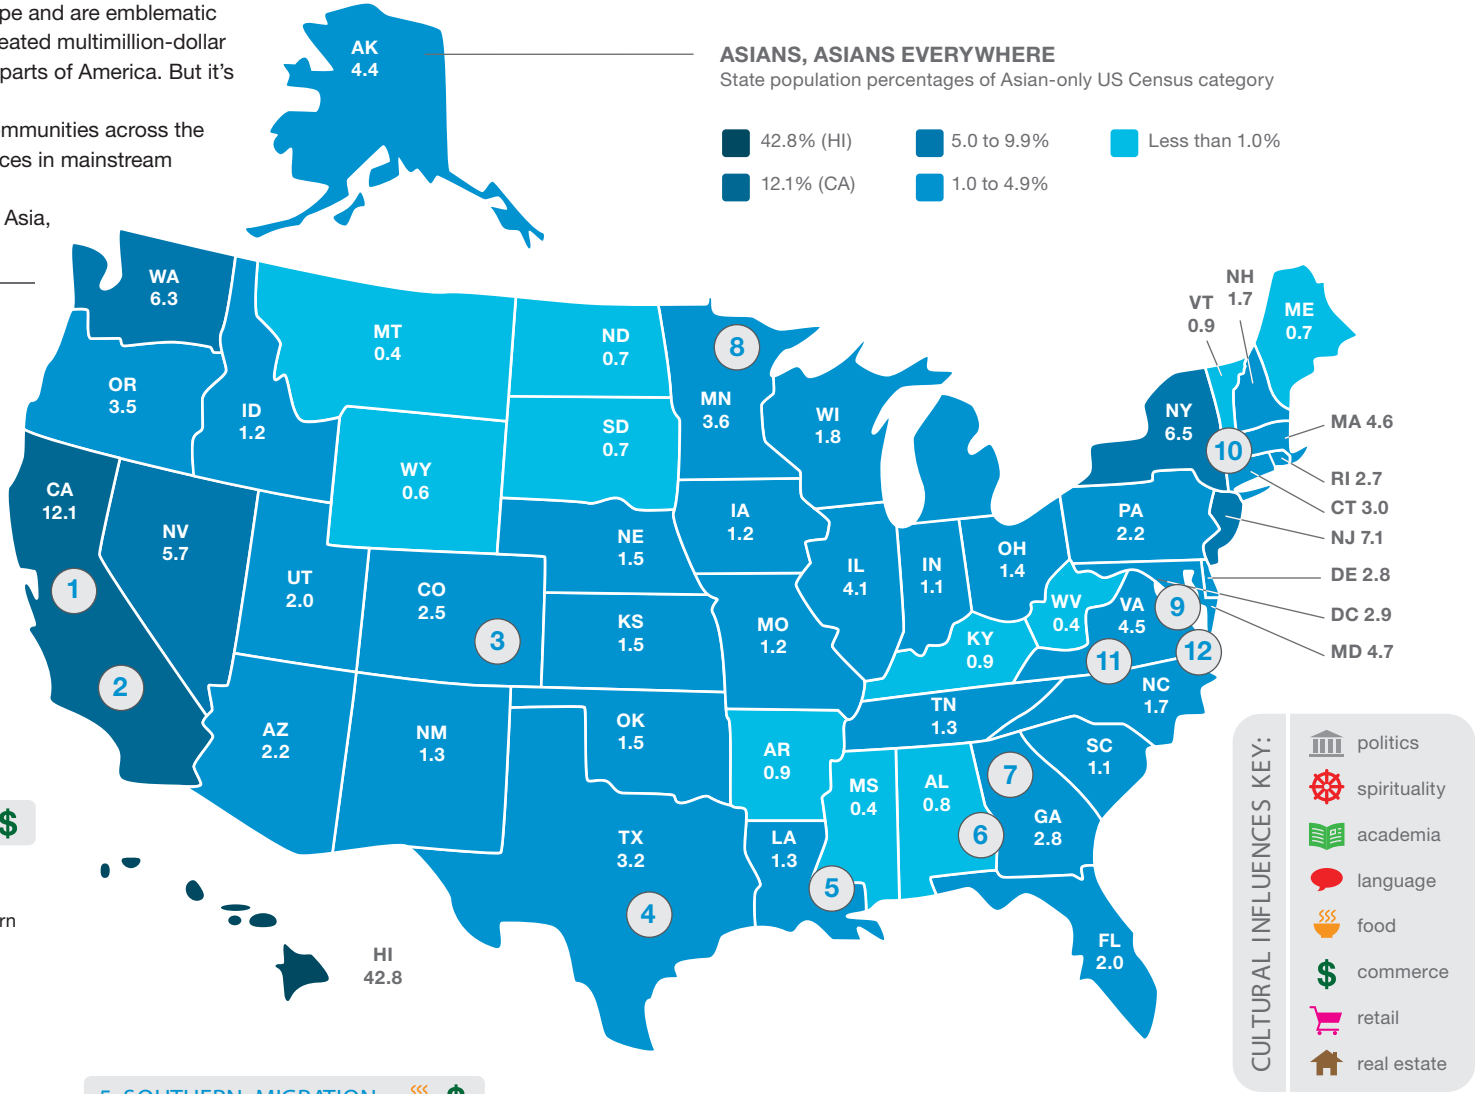 pe and are emblematic
eated multimillion-dollar
parts of America. But it's
mmunities across the
ces in mainstream
Asia,
ASIANS, ASIANS EVERYWHERE
State population percentages of Asian-only US Census category
42.8% (HI)
5.0 to 9.9%
Less than 1.0%
12.1% (CA)
1.0 to 4.9%
AK
4.4
WA
6.3
MT
0.4
ND
0.7
8
NH
1.7
VT
0.9
ME
0.7
OR
3.5
ID
1.2
WY
0.6
SD
0.7
MN
3.6
WI
1.8
NY
6.5
10
MA 4.6
RI 2.7
CT 3.0
NJ 7.1
DE 2.8
DC 2.9
MD 4.7
CA
12.1
NV
5.7
1
2
UT
2.0
CO
2.5
3
NE
1.5
KS
1.5
IA
1.2
MO
1.2
IL
4.1
IN
1.1
OH
1.4
PA
2.2
WV
0.4
VA
4.5
9
KY
0.9
11
12
NC
1.7
TN
1.3
AZ
2.2
NM
1.3
OK
1.5
AR
0.9
MS
0.4
AL
0.8
7
6
GA
2.8
SC
1.1
TX
3.2
4
LA
1.3
5
FL
2.0
HI
42.8
$
rn
5 SOUTHERN MIGRATION
$
CULTURAL INFLUENCES KEY:
politics
spirituality
academia
language
food
$ commerce
retail
real estate